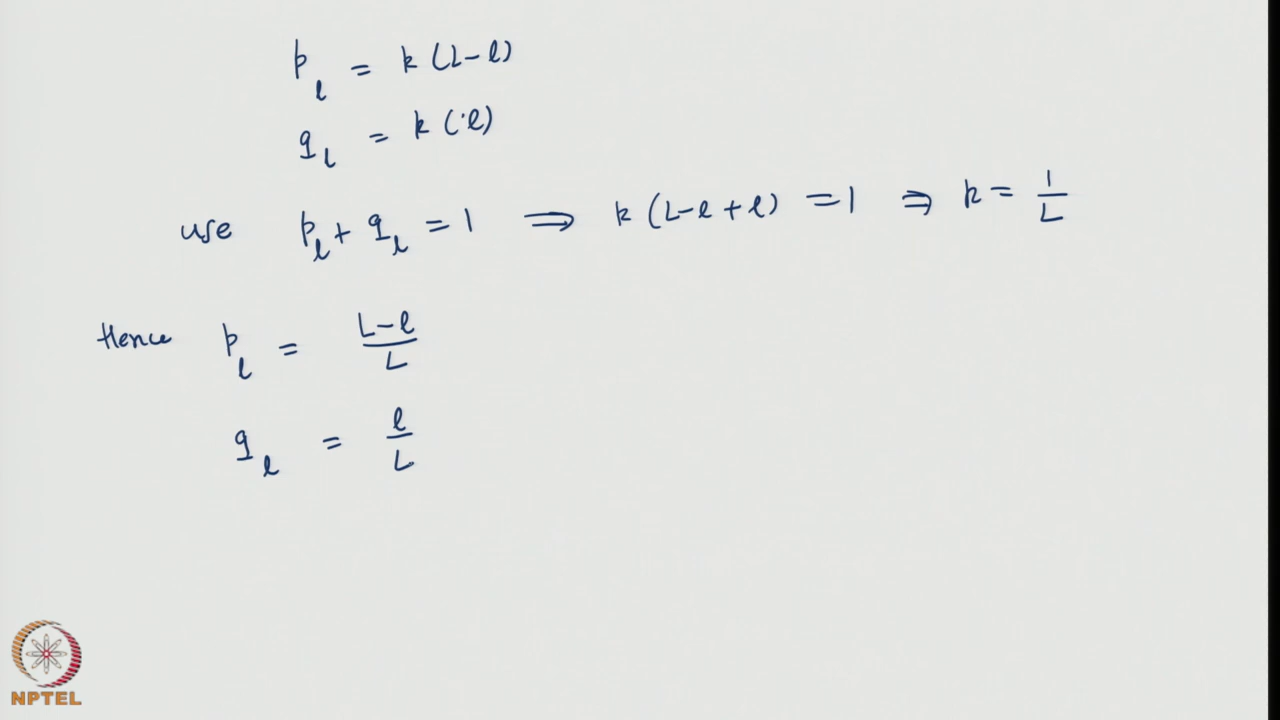 p_l = k (L-l)
q_l = k (l)
use p_l + q_l = 1 ⇒ k (L-l+l) = 1 ⇒ k = 1/L
Hence p_l = (L-l)/L
q_l = l/L
NPTEL